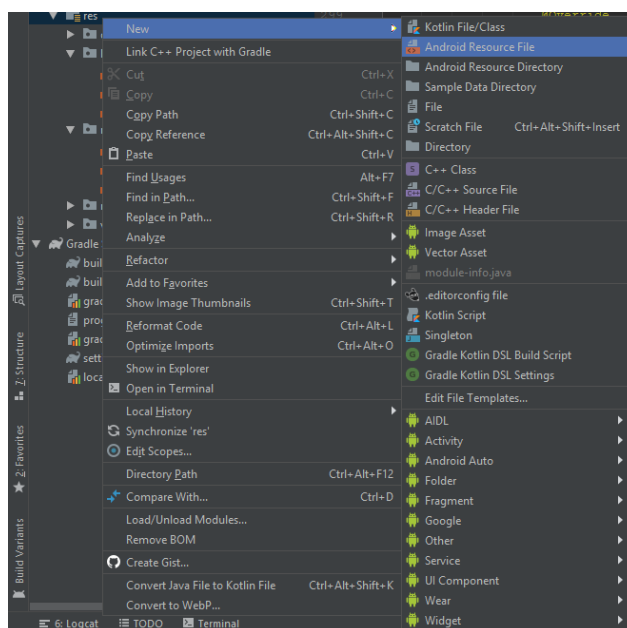 res
299
@Override
New
Link C++ Project with Gradle
Cut Ctrl+X
Copy Ctrl+C
Copy Path Ctrl+Shift+C
Copy Reference Ctrl+Alt+Shift+C
Paste Ctrl+V
Find Usages Alt+F7
Find in Path... Ctrl+Shift+F
Replace in Path... Ctrl+Shift+R
Analyze
Refactor
Add to Favorites
Show Image Thumbnails Ctrl+Shift+T
Reformat Code Ctrl+Alt+L
Optimize Imports Ctrl+Alt+O
Show in Explorer
Open in Terminal
Local History
Synchronize 'res'
Edit Scopes...
Directory Path Ctrl+Alt+F12
Compare With... Ctrl+D
Load/Unload Modules...
Remove BOM
Create Gist...
Convert Java File to Kotlin File Ctrl+Alt+Shift+K
Convert to WebP...
Kotlin File/Class
Android Resource File
Android Resource Directory
Sample Data Directory
File
Scratch File Ctrl+Alt+Shift+Insert
Directory
C++ Class
C/C++ Source File
C/C++ Header File
Image Asset
Vector Asset
module-info.java
.editorconfig file
Kotlin Script
Singleton
Gradle Kotlin DSL Build Script
Gradle Kotlin DSL Settings
Edit File Templates...
AIDL
Activity
Android Auto
Folder
Fragment
Google
Other
Service
UI Component
Wear
Widget
Gradle
buil
buil
grac
pro
grac
sett
loca
Layout Captures
7: Structure
2: Favorites
Build Variants
6: Logcat
TODO
Terminal